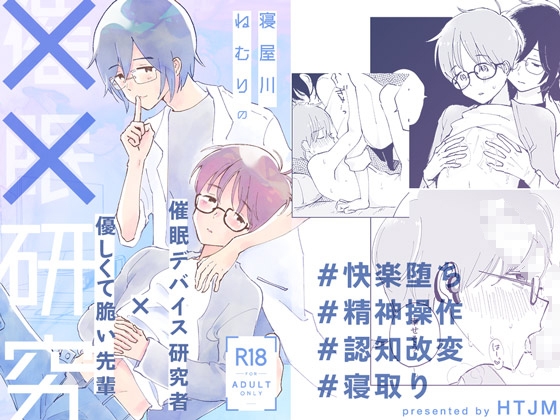 寝屋川
ねむりの
××
催眠
研究
催眠デバイス研究者
×
優しくて脆い先輩
R18
FOR
ADULT
ONLY
#快楽堕ち
#精神操作
#認知改変
#寝取り
presented by HTJM